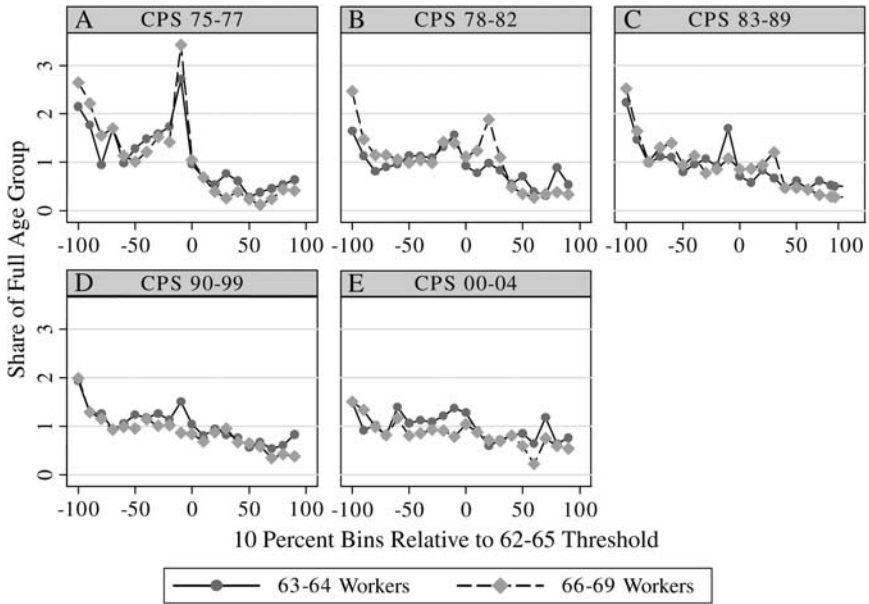 A CPS 75-77
B CPS 78-82
C CPS 83-89
3
2
1
0
-100 -50 0 50 100
-100 -50 0 50 100
-100 -50 0 50 100
D CPS 90-99
E CPS 00-04
3
2
1
0
-100 -50 0 50 100
-100 -50 0 50 100
Share of Full Age Group
10 Percent Bins Relative to 62-65 Threshold
63-64 Workers 66-69 Workers